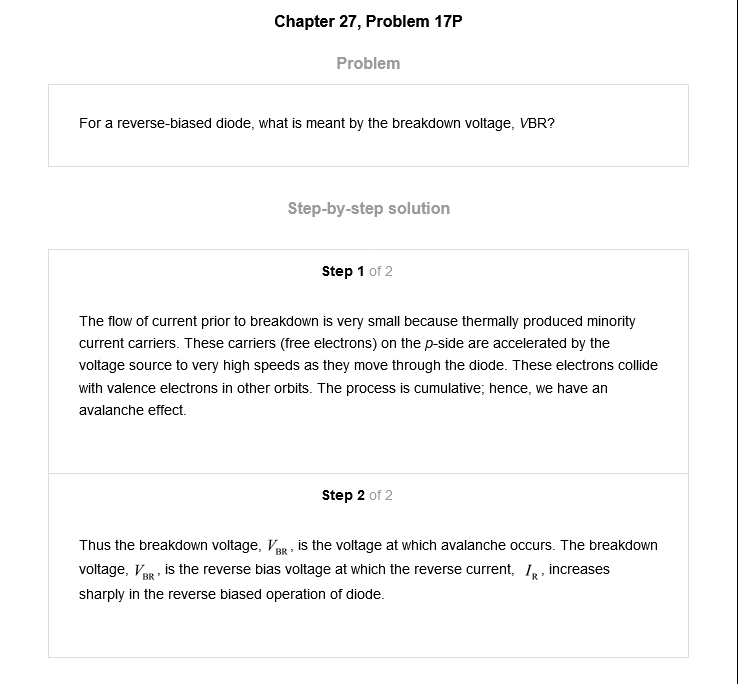 Chapter 27, Problem 17P
Problem
For a reverse-biased diode, what is meant by the breakdown voltage, VBR?
Step-by-step solution
Step 1 of 2
The flow of current prior to breakdown is very small because thermally produced minority
current carriers. These carriers (free electrons) on the p-side are accelerated by the
voltage source to very high speeds as they move through the diode. These electrons collide
with valence electrons in other orbits. The process is cumulative; hence, we have an
avalanche effect.
Step 2 of 2
Thus the breakdown voltage, V_BR, is the voltage at which avalanche occurs. The breakdown
voltage, V_BR, is the reverse bias voltage at which the reverse current, I_R, increases
sharply in the reverse biased operation of diode.